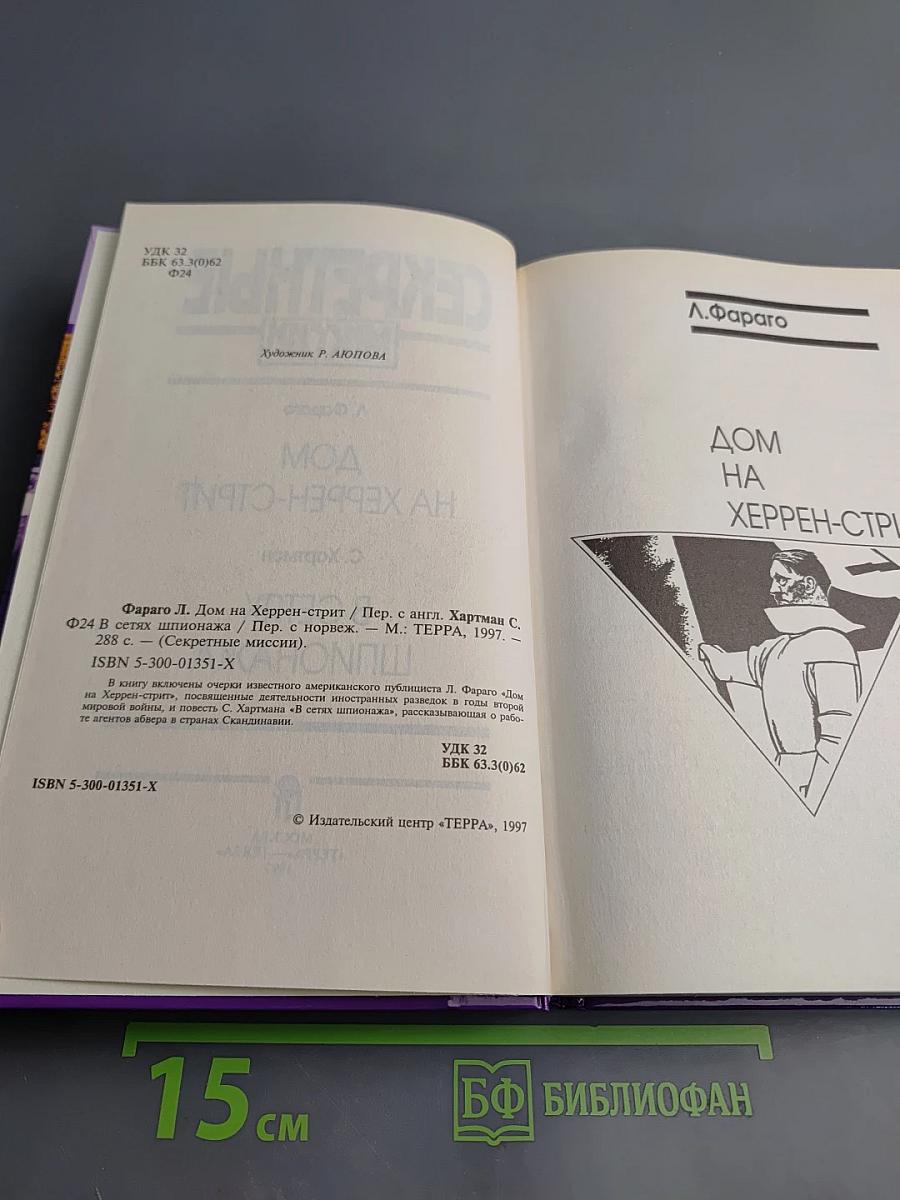 УДК 32
ББК 63.3(0)62
Ф24
Художник Р. АЮПОВА
Фараго Л. Дом на Херрен-стрит / Пер. с англ. Хартман С.
Ф24 В сетях шпионажа / Пер. с норвеж. — М.: ТЕРРА, 1997. —
288 с. — (Секретные миссии).
ISBN 5-300-01351-X
В книгу включены очерки известного американского публициста Л. Фараго «Дом
на Херрен-стрит», посвященные деятельности иностранных разведок в годы второй
мировой войны, и повесть С. Хартмана «В сетях шпионажа», рассказывающая о рабо-
те агентов абвера в странах Скандинавии.
УДК 32
ББК 63.3(0)62
ISBN 5-300-01351-X
© Издательский центр «ТЕРРА», 1997
Л.Фараго
ДОМ
НА
ХЕРРЕН-СТРИ
15 см
БФ БИБЛИОФАН